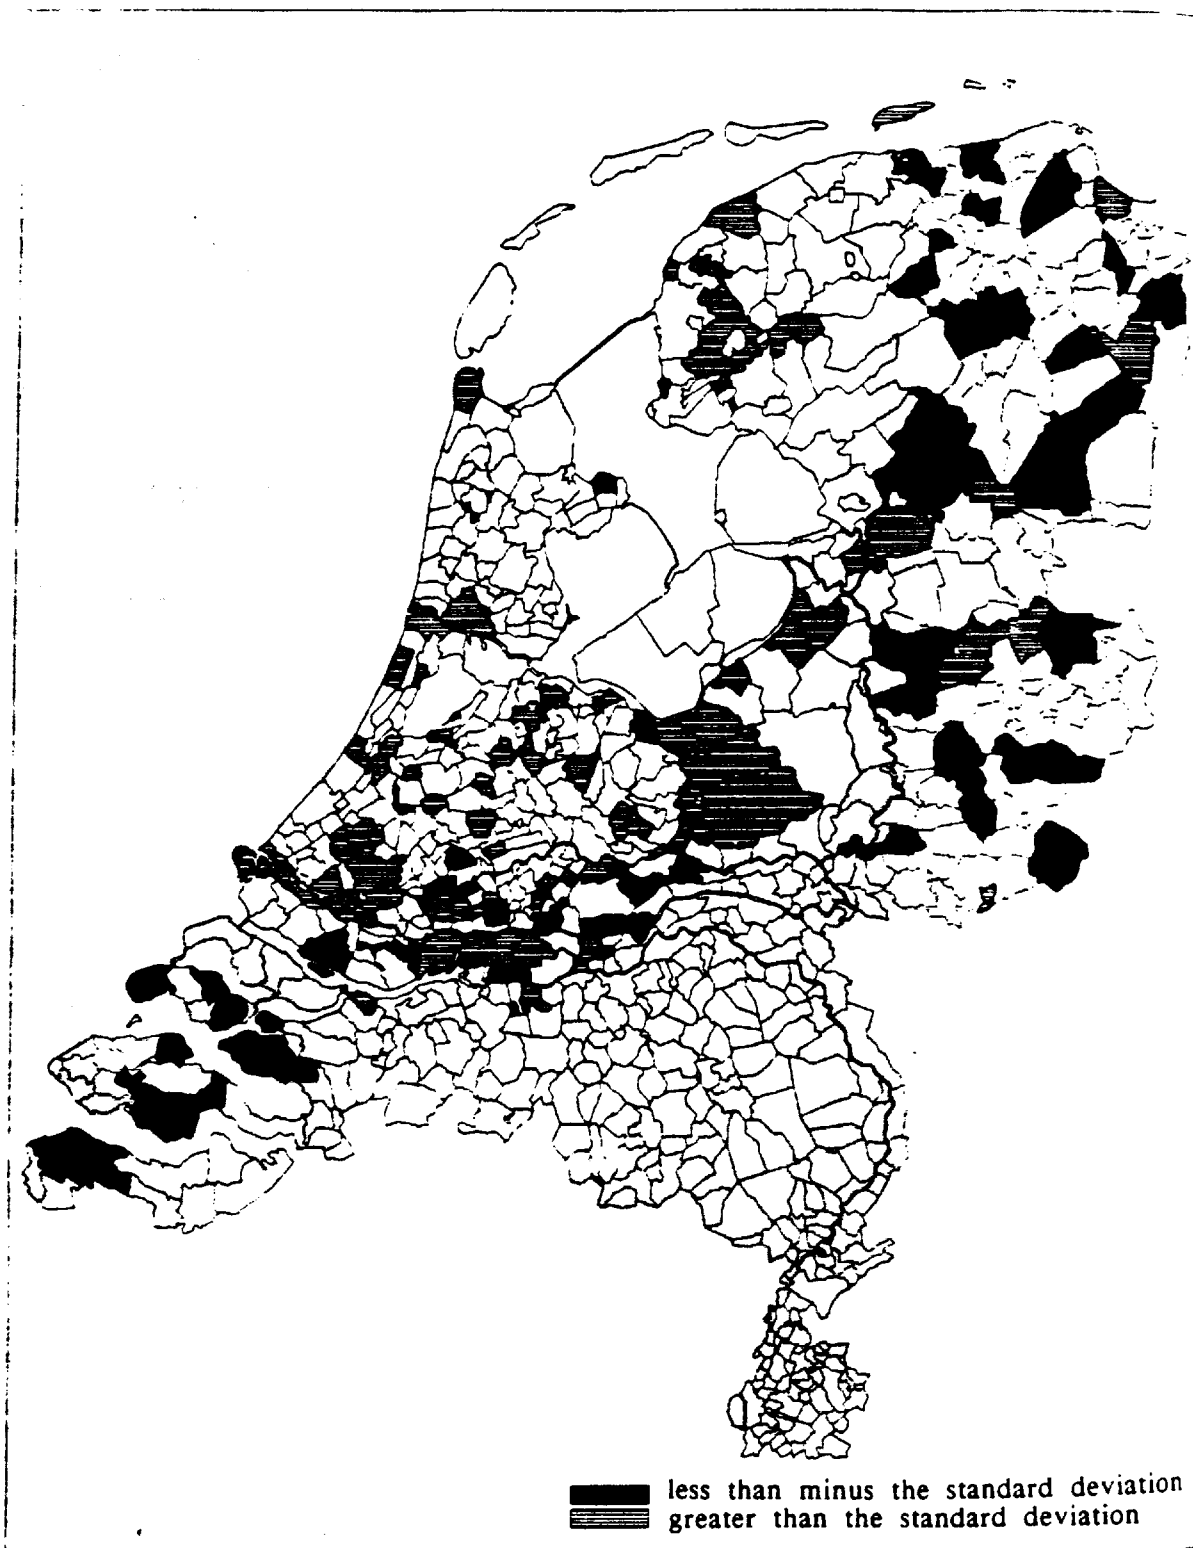 less than minus the standard deviation
greater than the standard deviation